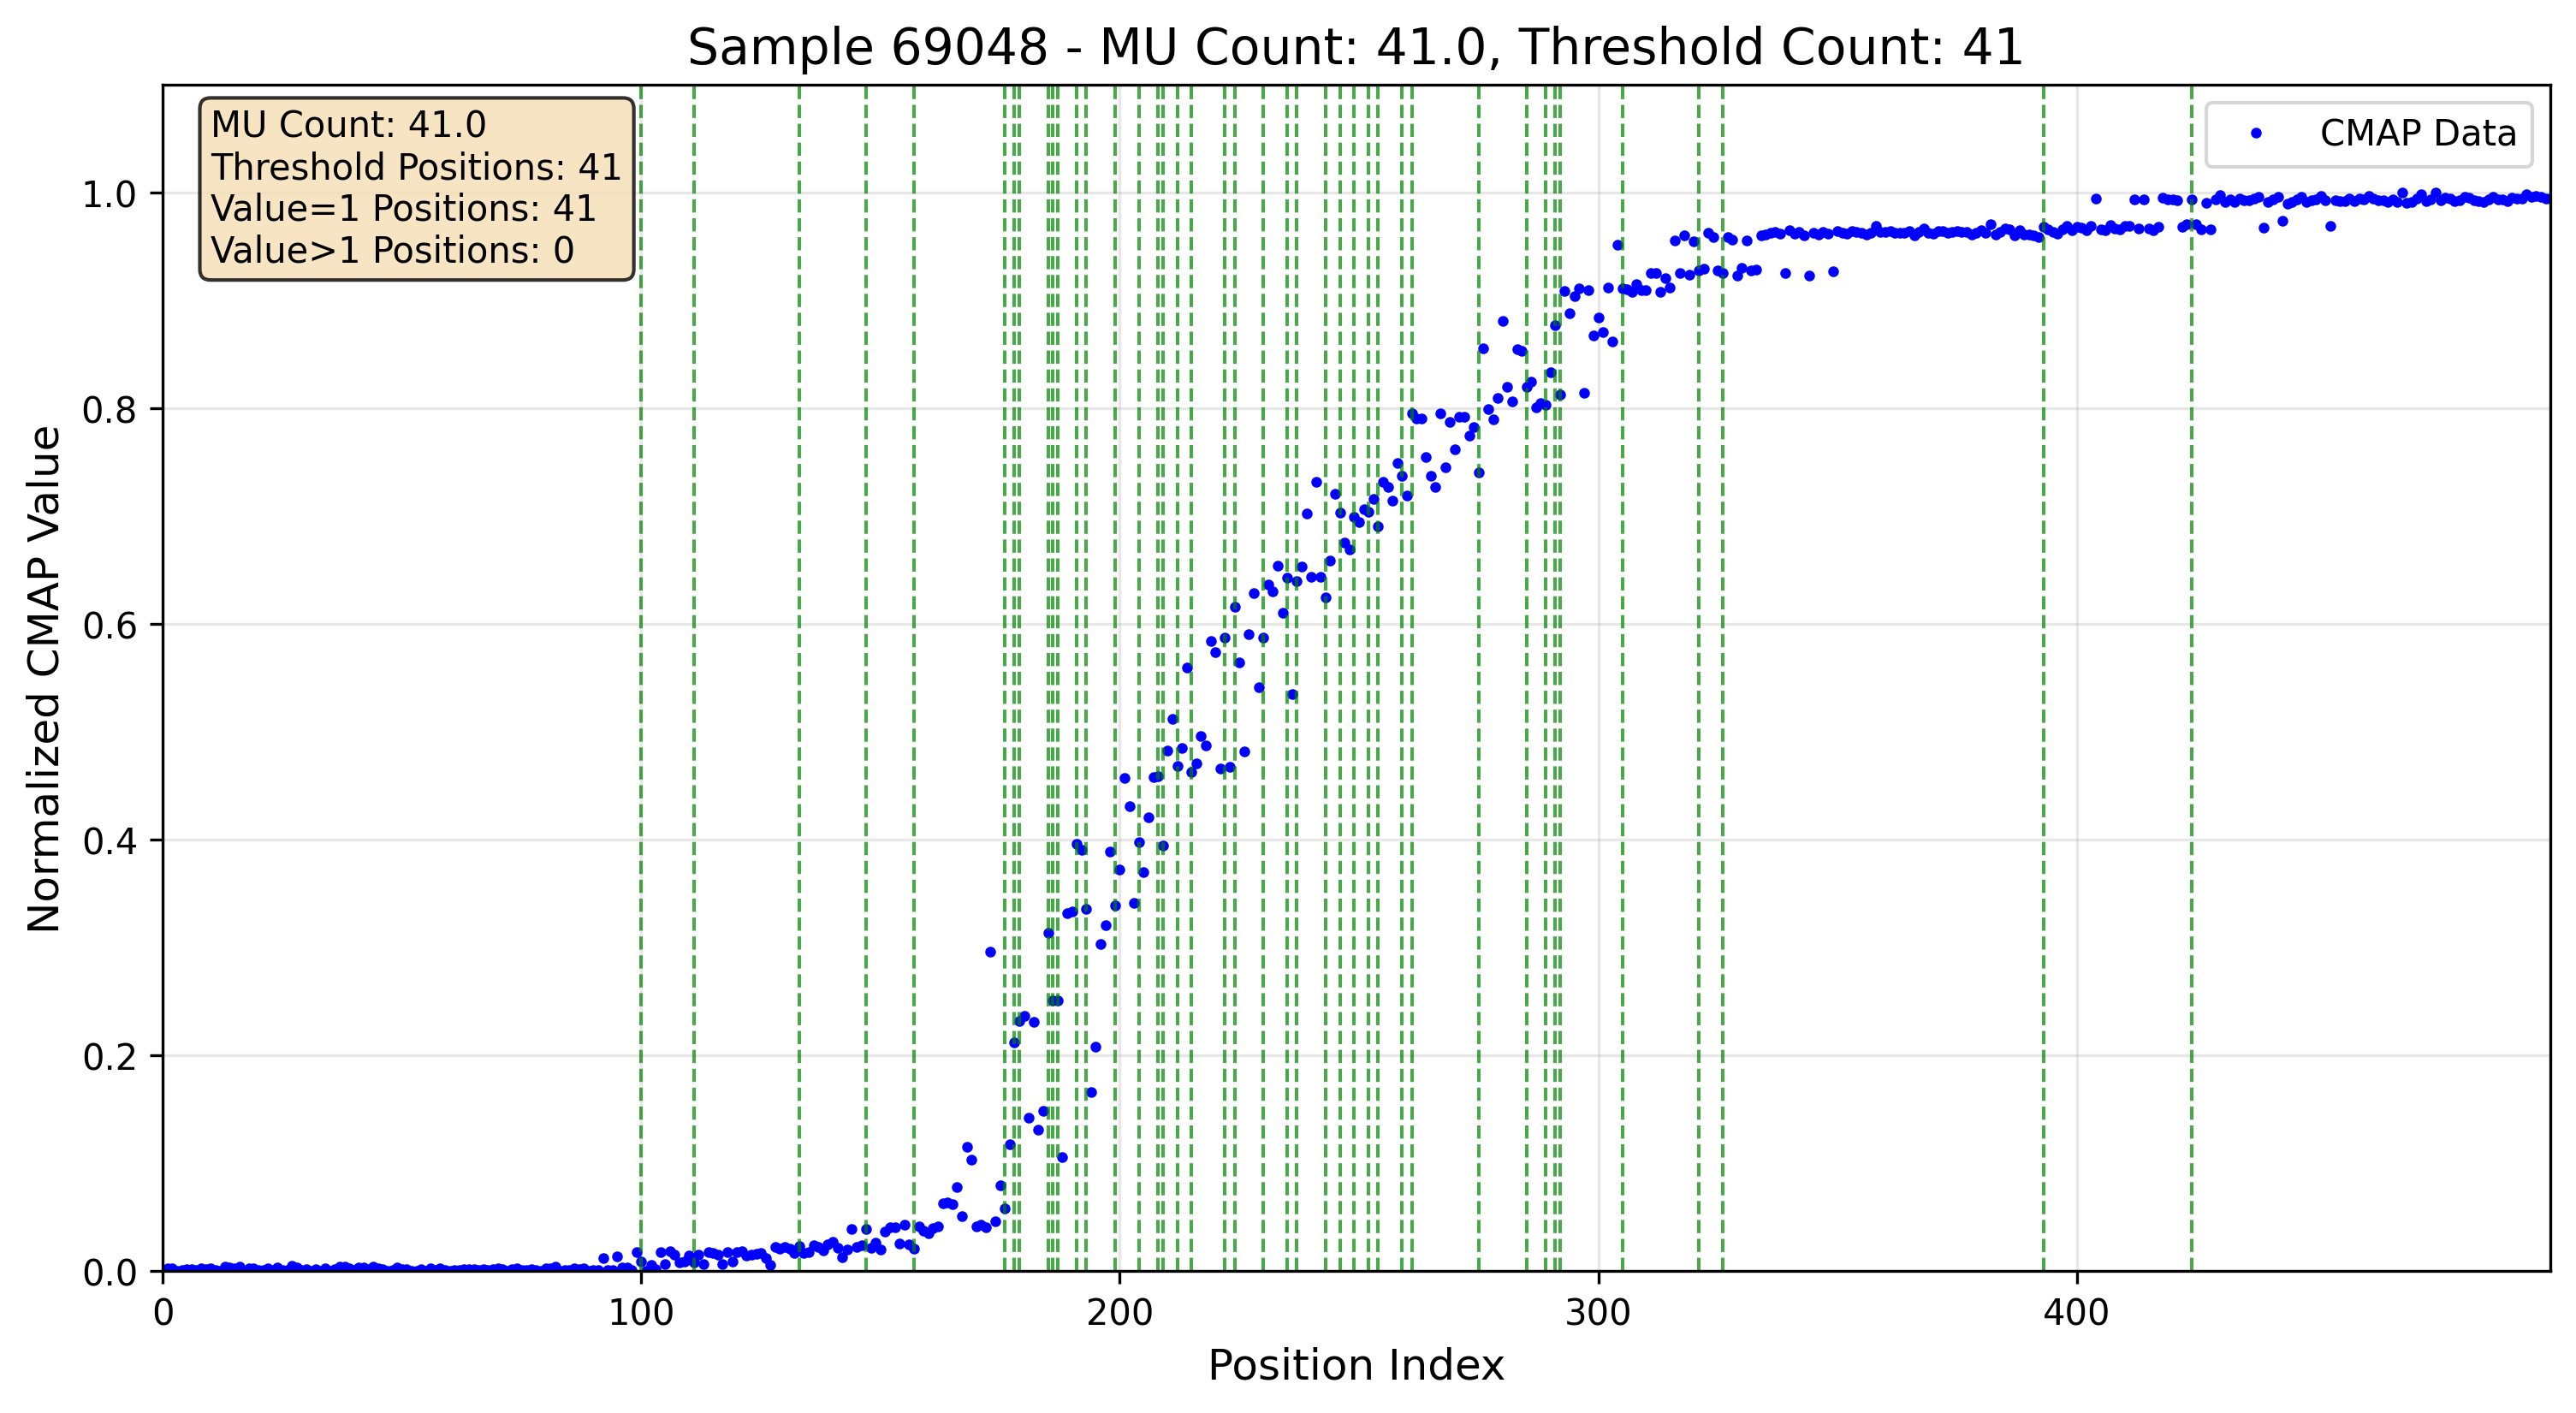 Sample 69048 - MU Count: 41.0, Threshold Count: 41
MU Count: 41.0
Threshold Positions: 41
Value=1 Positions: 41
Value>1 Positions: 0
CMAP Data
Normalized CMAP Value
1.0
0.8
0.6
0.4
0.2
0.0
0 100 200 300 400
Position Index